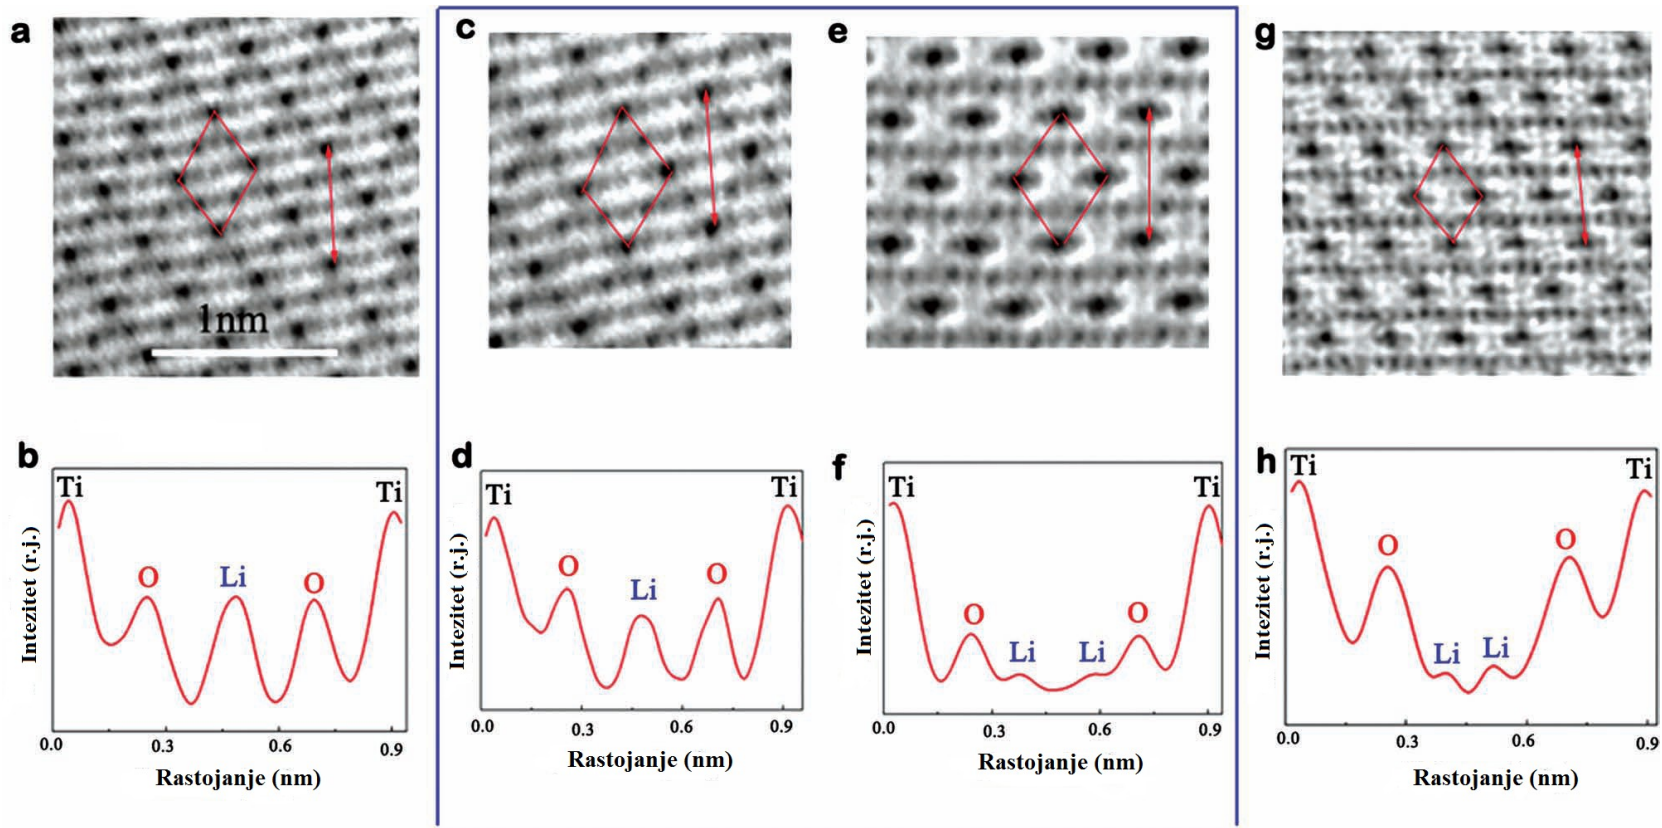 a
c
e
g
1nm
b
Ti
Ti
O
Li
O
Intezitet (r.j.)
0.0
0.3
0.6
0.9
Rastojanje (nm)
d
Ti
Ti
O
Li
O
Intezitet (r.j.)
0.0
0.3
0.6
0.9
Rastojanje (nm)
f
Ti
Ti
O
Li
Li
O
Intezitet (r.j.)
0.0
0.3
0.6
0.9
Rastojanje (nm)
h
Ti
Ti
O
Li
Li
O
Intezitet (r.j.)
0.0
0.3
0.6
0.9
Rastojanje (nm)